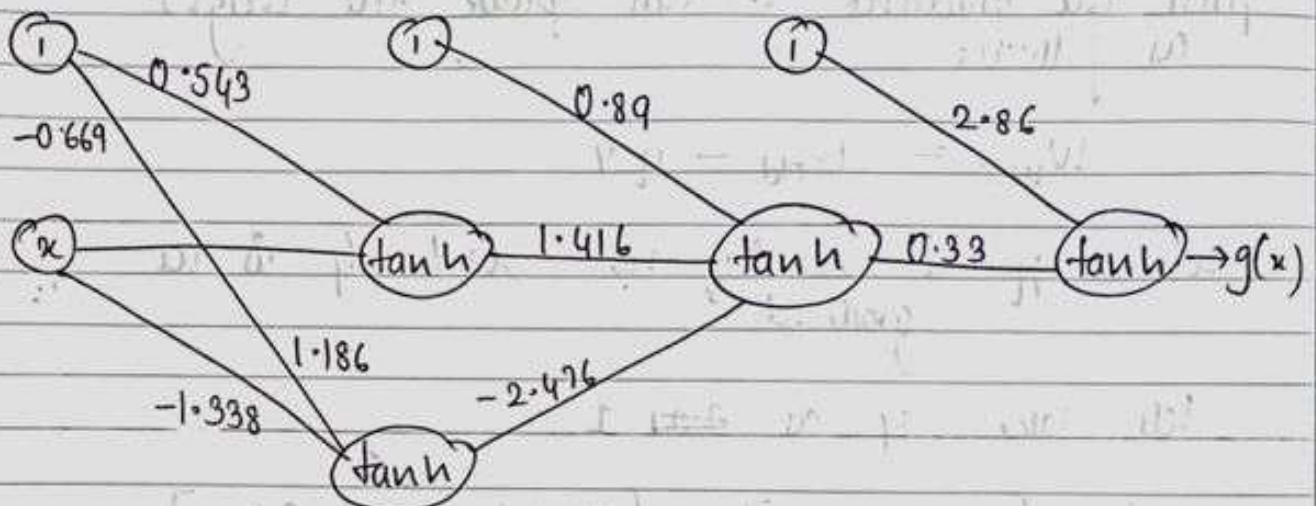 1 1 1
0.543 0.89 2.86
-0.669
x tanh 1.416 tanh 0.33 tanh → g(x)
1.186 -2.476
-1.338
tanh